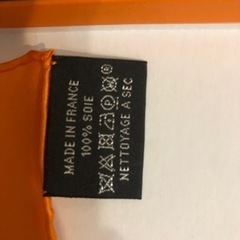 MADE IN FRANCE
100% SOIE
NETTOYAGE A SEC